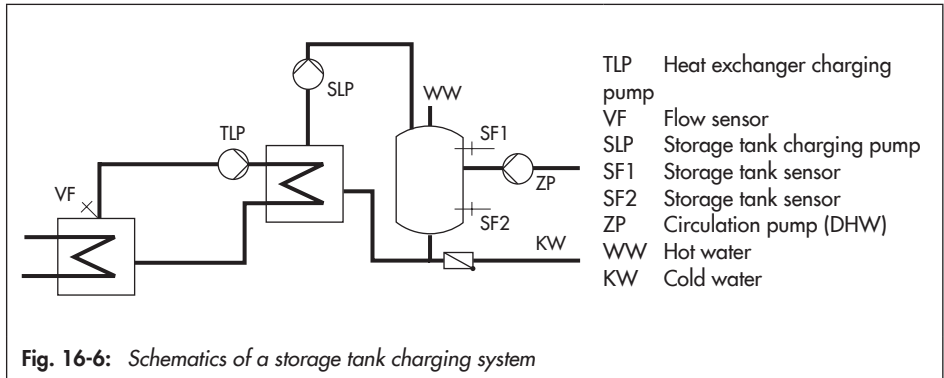 SLP
WW
TLP
SF1
VF
ZP
SF2
KW
TLP Heat exchanger charging
pump
VF Flow sensor
SLP Storage tank charging pump
SF1 Storage tank sensor
SF2 Storage tank sensor
ZP Circulation pump (DHW)
WW Hot water
KW Cold water
Fig. 16-6: Schematics of a storage tank charging system